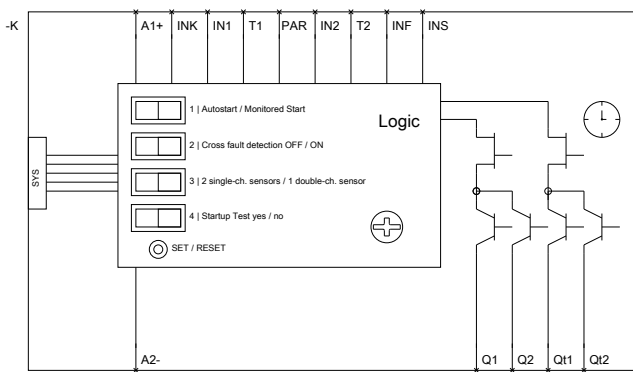 -K A1+ INK IN1 T1 PAR IN2 T2 INF INS
1 | Autostart / Monitored Start
Logic
2 | Cross fault detection OFF / ON
SYS
3 | 2 single-ch. sensors / 1 double-ch. sensor
4 | Startup Test yes / no
SET / RESET
A2- Q1 Q2 Qt1 Qt2